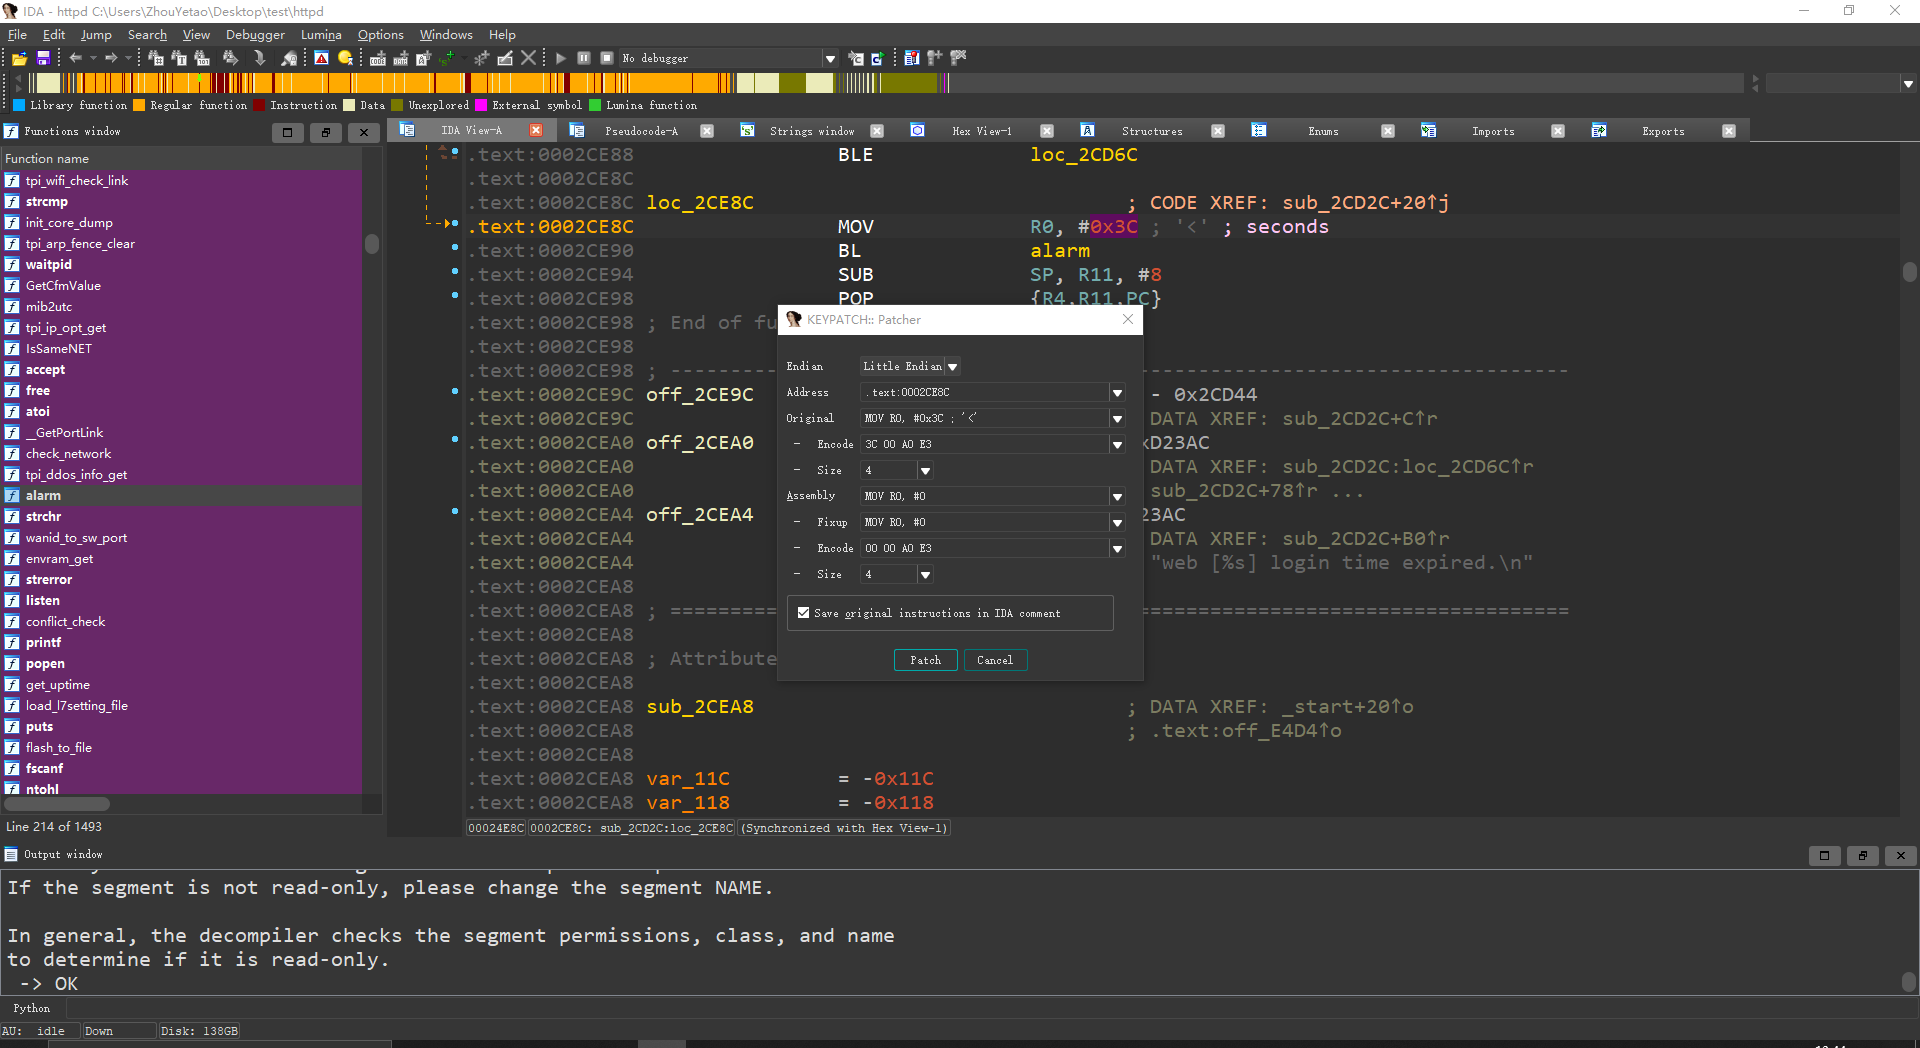 IDA - httpd C:\Users\ZhouYetao\Desktop\test\httpd
File Edit Jump Search View Debugger Lumina Options Windows Help
No debugger
Library function Regular function Instruction Data Unexplored External symbol Lumina function
Functions window
IDA View-A Pseudocode-A Strings window Hex View-1 Structures Enums Imports Exports
Function name
tpi_wifi_check_link
strcmp
init_core_dump
tpi_arp_fence_clear
waitpid
GetCfmValue
mib2utc
tpi_ip_opt_get
IsSameNET
accept
free
atoi
__GetPortLink
check_network
tpi_ddos_info_get
alarm
strchr
wanid_to_sw_port
envram_get
strerror
listen
conflict_check
printf
popen
get_uptime
load_l7setting_file
puts
flash_to_file
fscanf
ntohl
Line 214 of 1493
.text:0002CE88 BLE loc_2CD6C
.text:0002CE8C
.text:0002CE8C loc_2CE8C ; CODE XREF: sub_2CD2C+20↑j
.text:0002CE8C MOV R0, #0x3C ; '<' ; seconds
.text:0002CE90 BL alarm
.text:0002CE94 SUB SP, R11, #8
.text:0002CE98 POP {R4,R11,PC}
.text:0002CE98 ; End of fu
.text:0002CE98
.text:0002CE98 ; ---------
.text:0002CE9C off_2CE9C - 0x2CD44
.text:0002CE9C DATA XREF: sub_2CD2C+C↑r
.text:0002CEA0 off_2CEA0 xD23AC
.text:0002CEA0 DATA XREF: sub_2CD2C:loc_2CD6C↑r
.text:0002CEA0 sub_2CD2C+78↑r ...
.text:0002CEA4 off_2CEA4 23AC
.text:0002CEA4 DATA XREF: sub_2CD2C+B0↑r
.text:0002CEA4 "web [%s] login time expired.\n"
.text:0002CEA8
.text:0002CEA8 ; =========
.text:0002CEA8
.text:0002CEA8 ; Attribute
.text:0002CEA8
.text:0002CEA8 sub_2CEA8 ; DATA XREF: _start+20↑o
.text:0002CEA8 ; .text:off_E4D4↑o
.text:0002CEA8
.text:0002CEA8 var_11C = -0x11C
.text:0002CEA8 var_118 = -0x118
00024E8C 0002CE8C: sub_2CD2C:loc_2CE8C (Synchronized with Hex View-1)
KEYPATCH:: Patcher
Endian Little Endian
Address .text:0002CE8C
Original MOV R0, #0x3C ; '<'
- Encode 3C 00 A0 E3
- Size 4
Assembly MOV R0, #0
- Fixup MOV R0, #0
- Encode 00 00 A0 E3
- Size 4
Save original instructions in IDA comment
Patch Cancel
Output window
If the segment is not read-only, please change the segment NAME.
In general, the decompiler checks the segment permissions, class, and name
to determine if it is read-only.
-> OK
Python
AU: idle Down Disk: 138GB